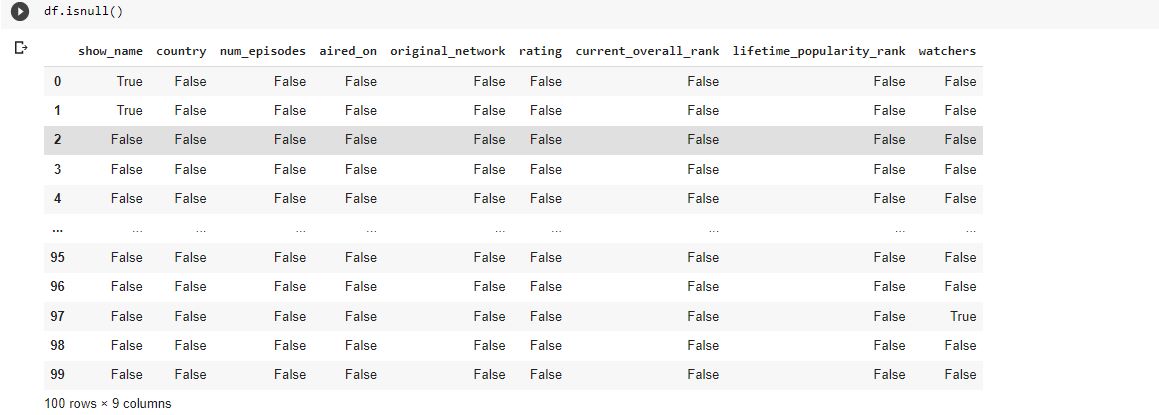 df.isnull()
show_name country num_episodes aired_on original_network rating current_overall_rank lifetime_popularity_rank watchers
0 True False False False False False False False False
1 True False False False False False False False False
2 False False False False False False False False False
3 False False False False False False False False False
4 False False False False False False False False False
... ... ... ... ... ... ... ... ... ...
95 False False False False False False False False False
96 False False False False False False False False False
97 False False False False False False False False True
98 False False False False False False False False False
99 False False False False False False False False False
100 rows × 9 columns